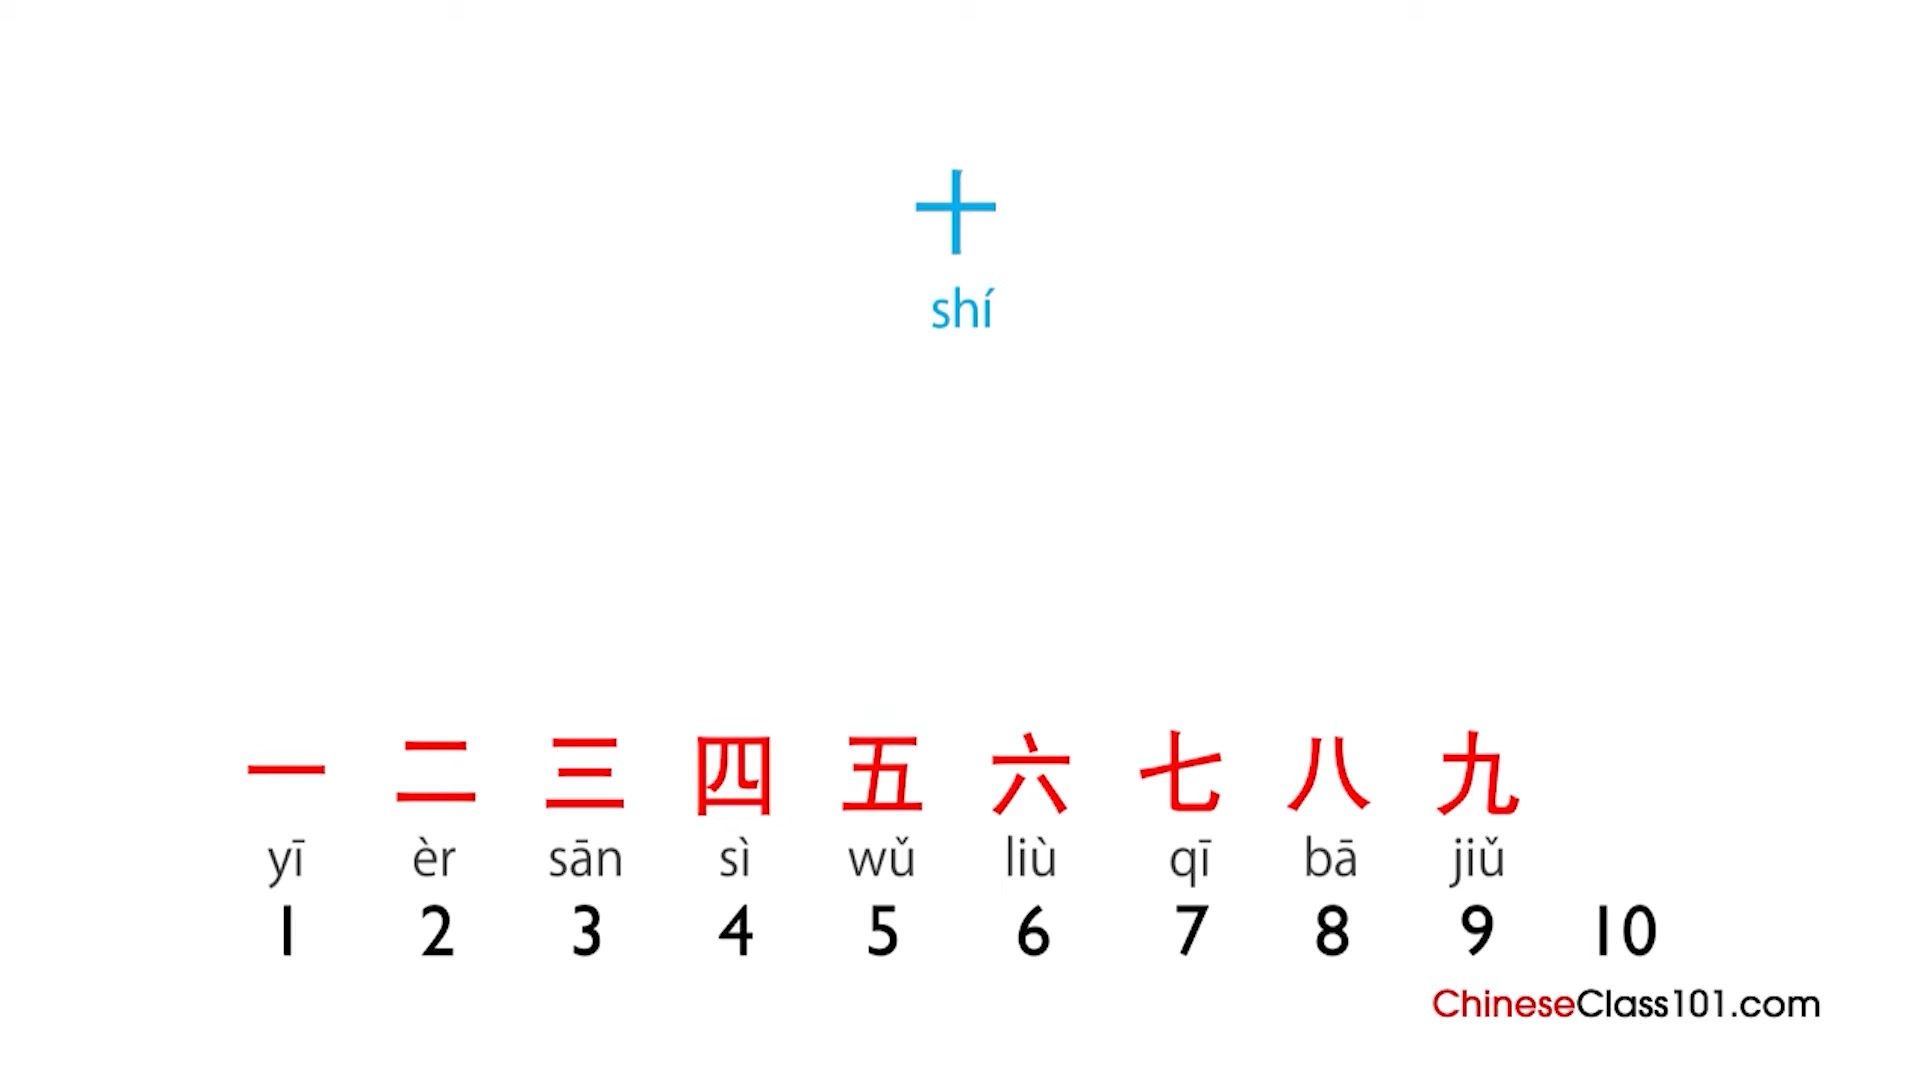 十
shí
一 二 三 四 五 六 七 八 九
yī èr sān sì wǔ liù qī bā jiǔ
1 2 3 4 5 6 7 8 9 10
ChineseClass101.com